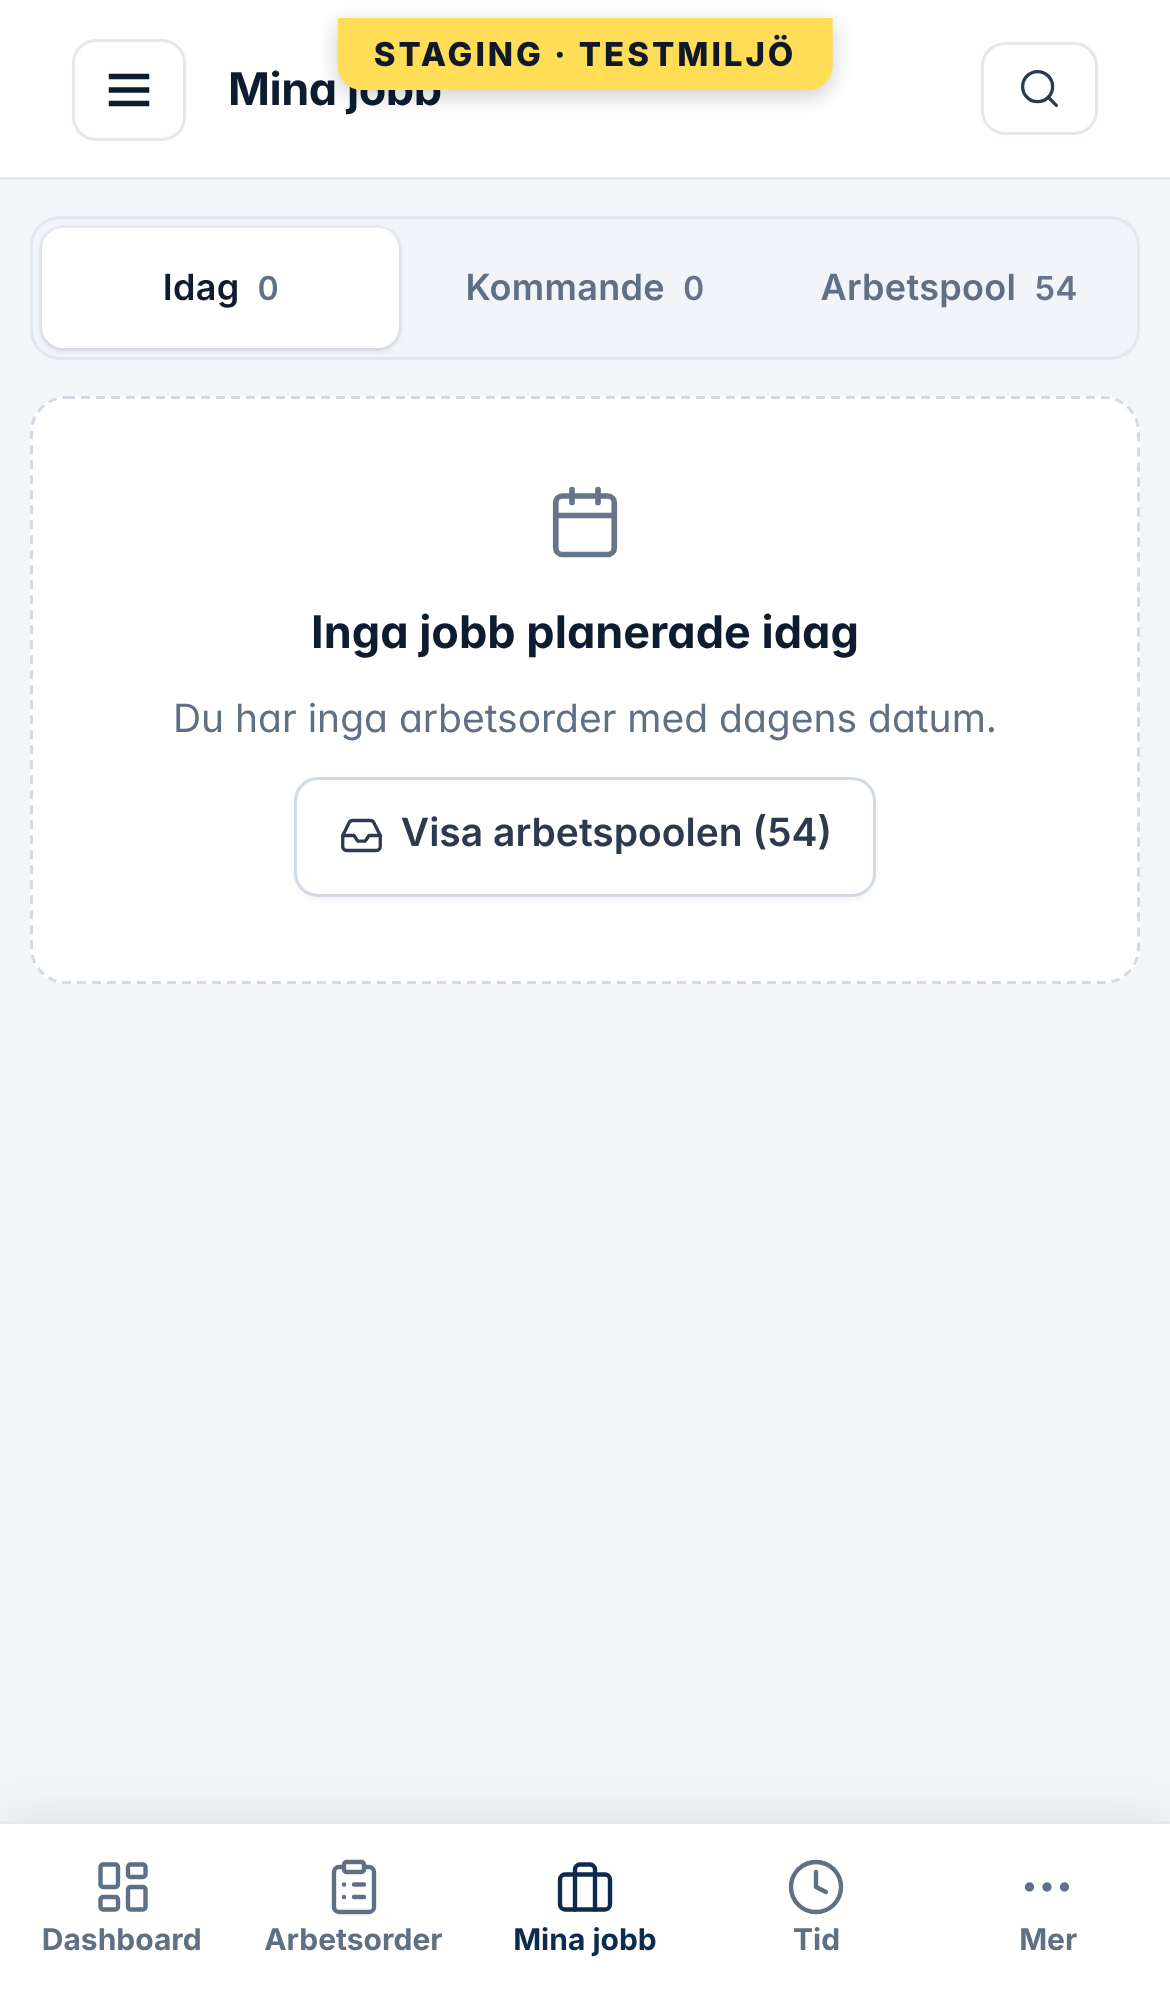 STAGING · TESTMILJÖ
Mina jobb
Idag 0
Kommande 0
Arbetspool 54
Inga jobb planerade idag
Du har inga arbetsorder med dagens datum.
Visa arbetspoolen (54)
Dashboard
Arbetsorder
Mina jobb
Tid
Mer